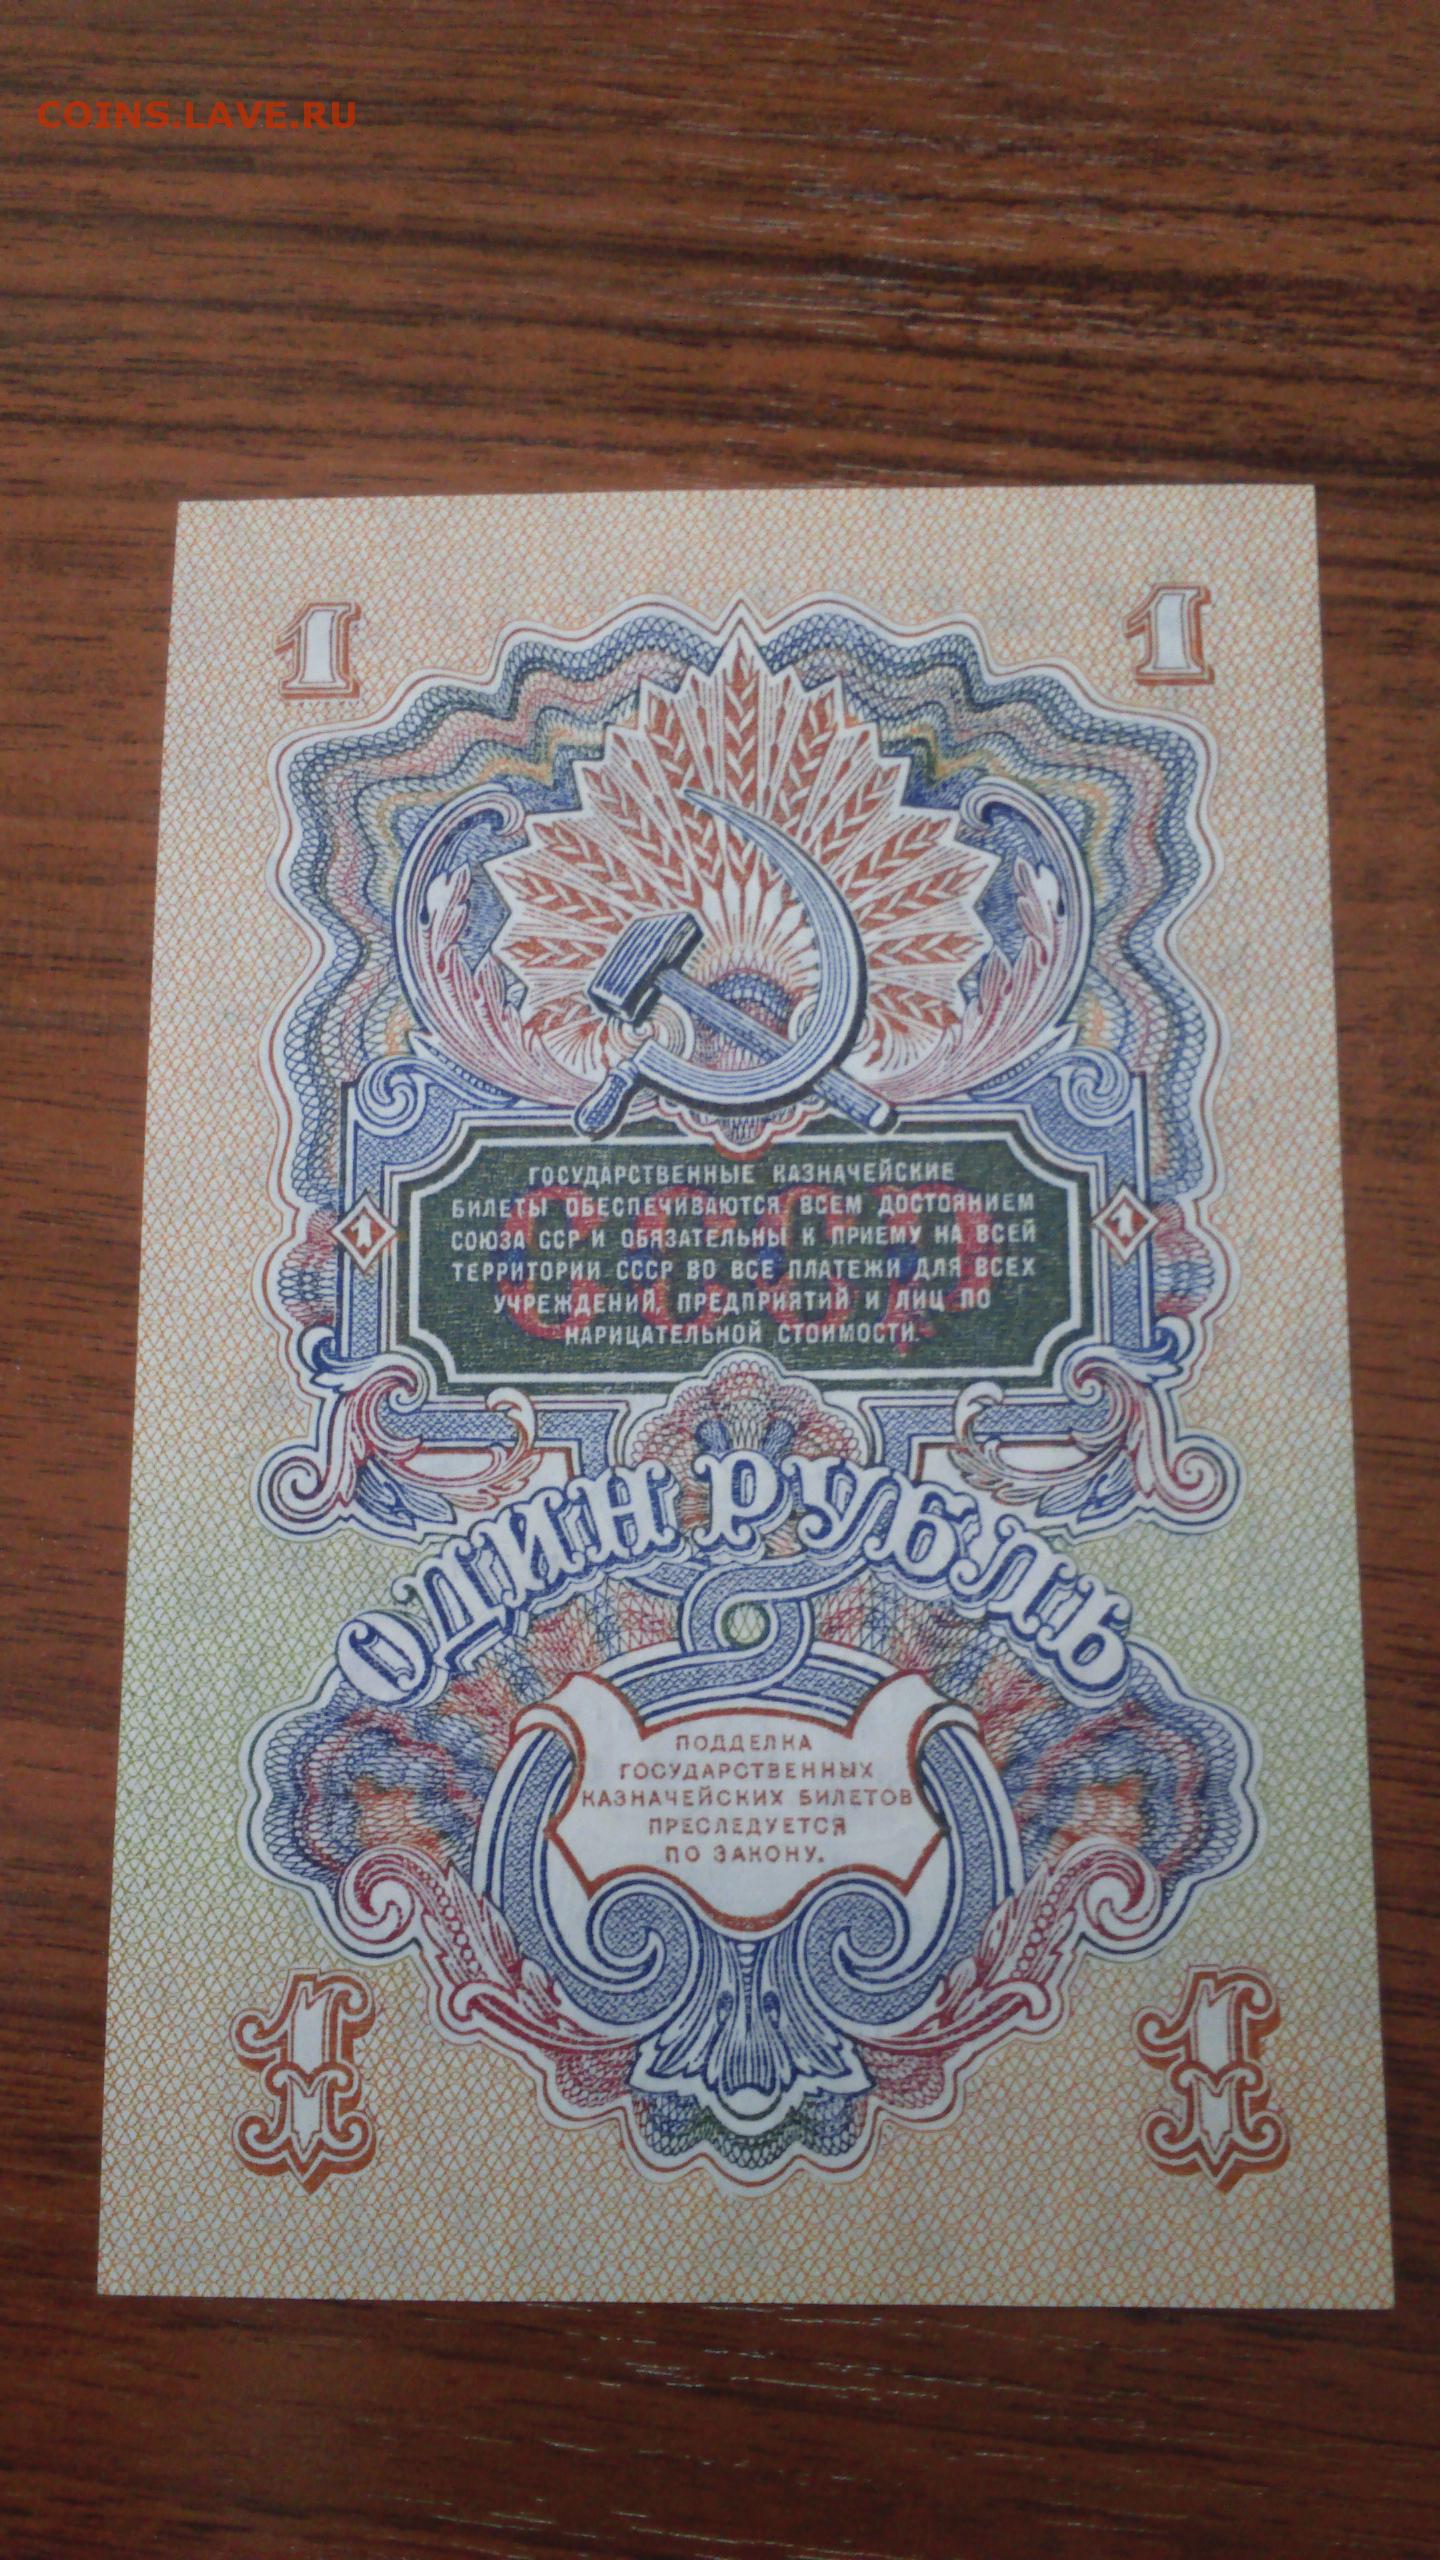 COINS.LAVE.RU
1 1
ГОСУДАРСТВЕННЫЕ КАЗНАЧЕЙСКИЕ
БИЛЕТЫ ОБЕСПЕЧИВАЮТСЯ ВСЕМ ДОСТОЯНИЕМ
СОЮЗА ССР И ОБЯЗАТЕЛЬНЫ К ПРИЕМУ НА ВСЕЙ
ТЕРРИТОРИИ СССР ВО ВСЕ ПЛАТЕЖИ ДЛЯ ВСЕХ
УЧРЕЖДЕНИЙ, ПРЕДПРИЯТИЙ И ЛИЦ ПО
НАРИЦАТЕЛЬНОЙ СТОИМОСТИ.
1 1
СССР
ОДИН РУБЛЬ
ПОДДЕЛКА
ГОСУДАРСТВЕННЫХ
КАЗНАЧЕЙСКИХ БИЛЕТОВ
ПРЕСЛЕДУЕТСЯ
ПО ЗАКОНУ.
1 1